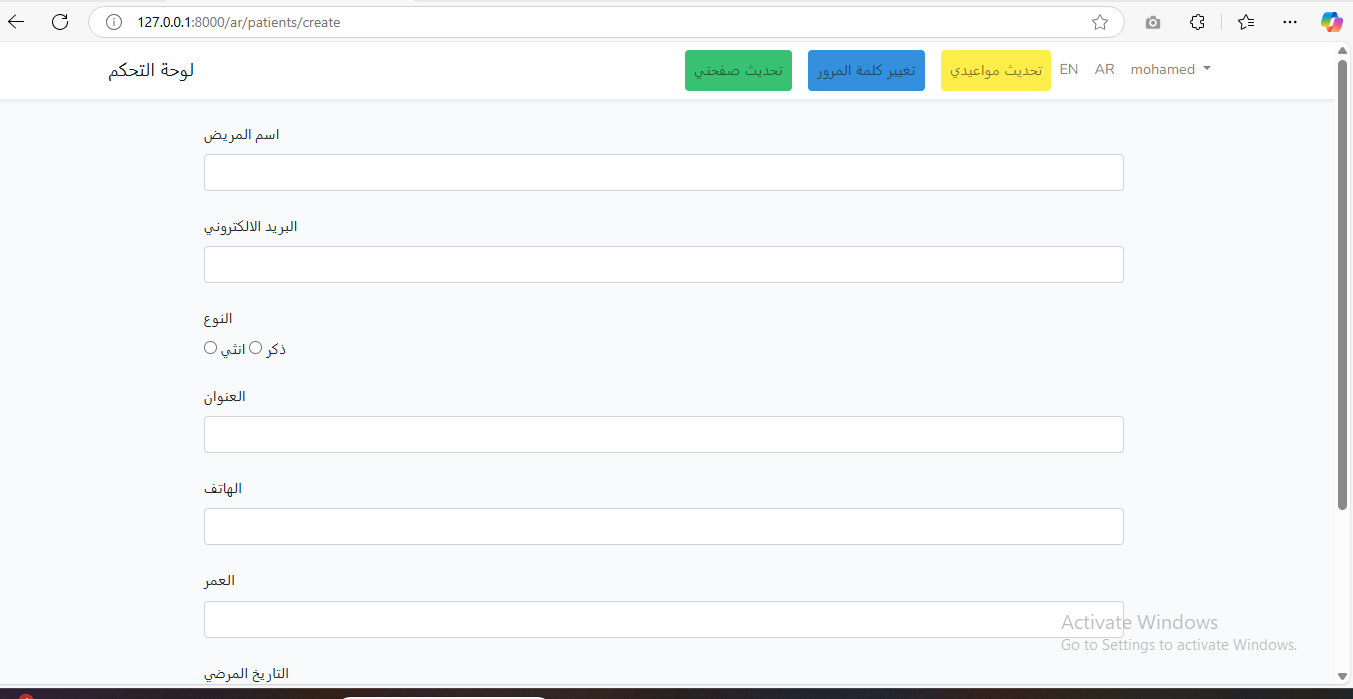 127.0.0.1:8000/ar/patients/create
لوحة التحكم
تحديث صفحتي
تغيير كلمة المرور
تحديث مواعيدي
EN
AR
mohamed
اسم المريض
البريد الالكتروني
النوع
ذكر
انثي
العنوان
الهاتف
العمر
Activate Windows
Go to Settings to activate Windows.
التاريخ المرضي